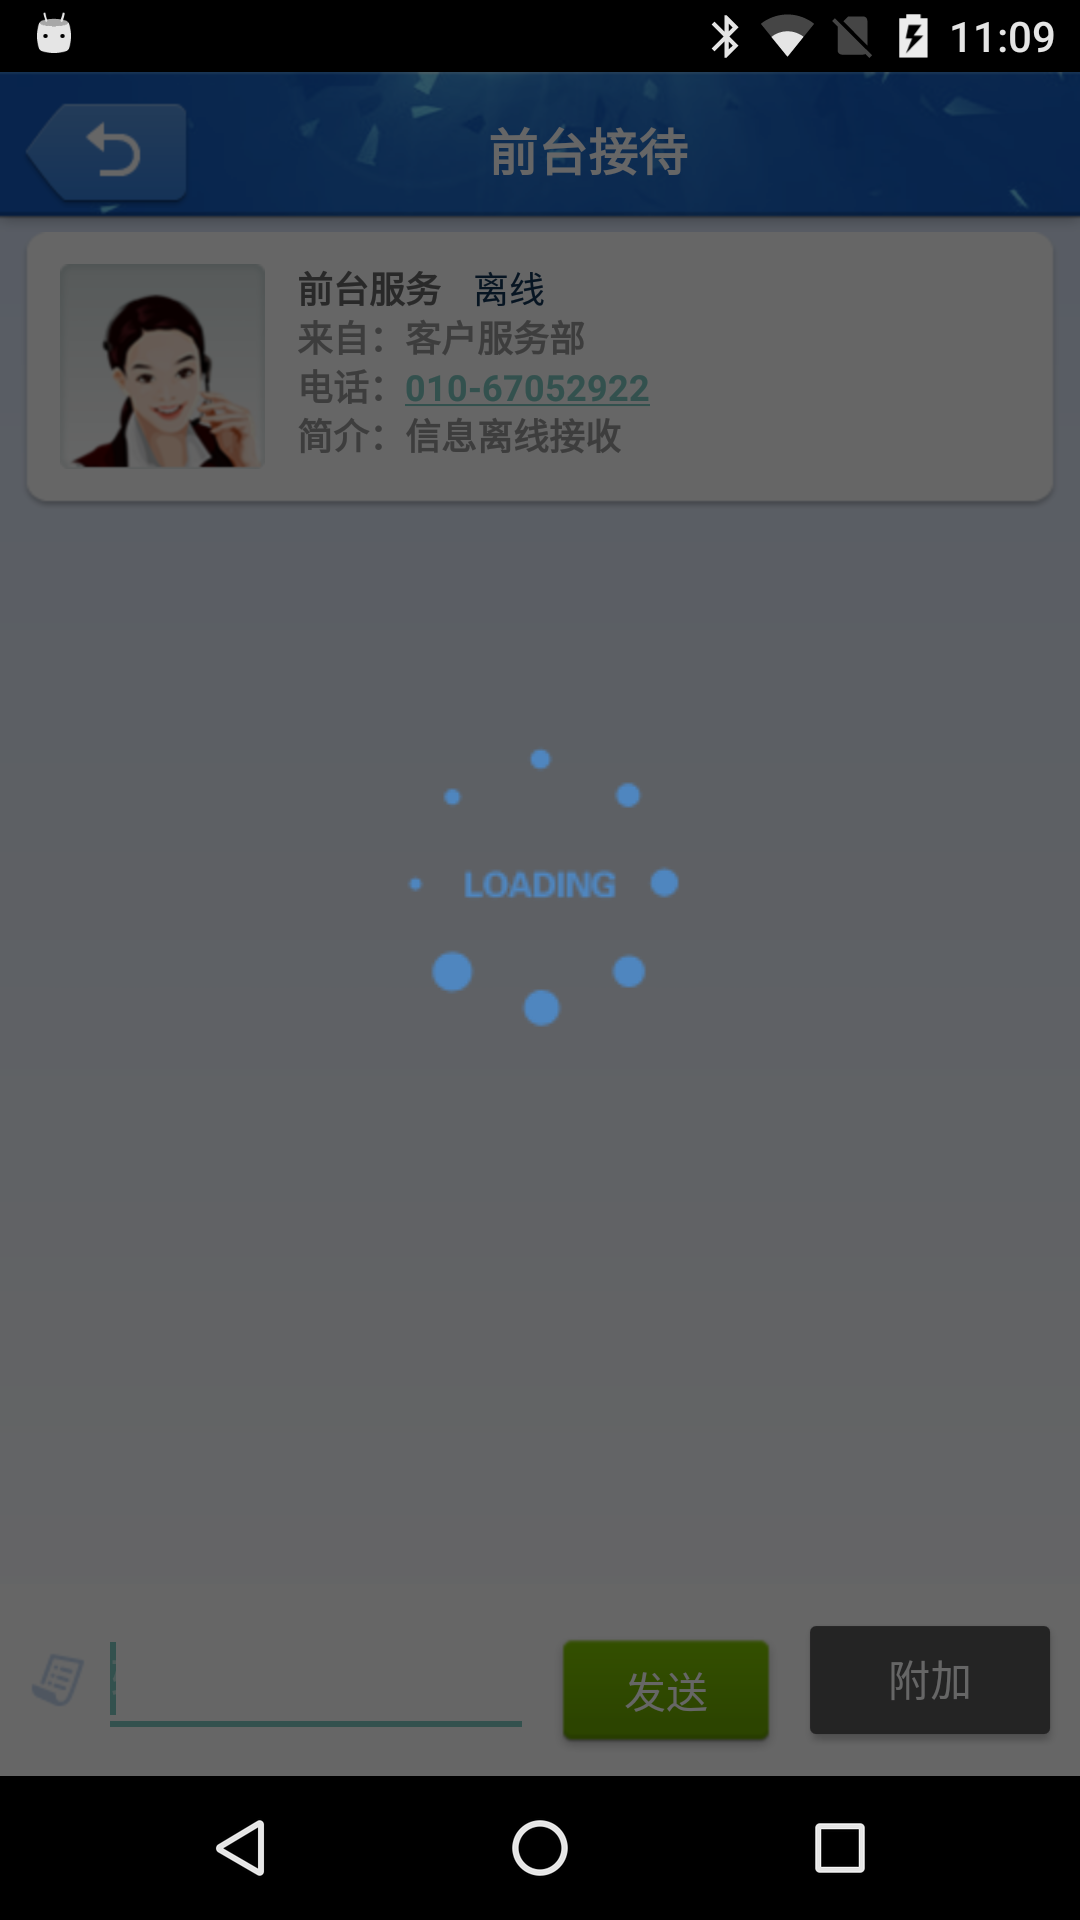 11:09
前台接待
前台服务 离线
来自：客户服务部
电话：010-67052922
简介：信息离线接收
LOADING
发送
附加